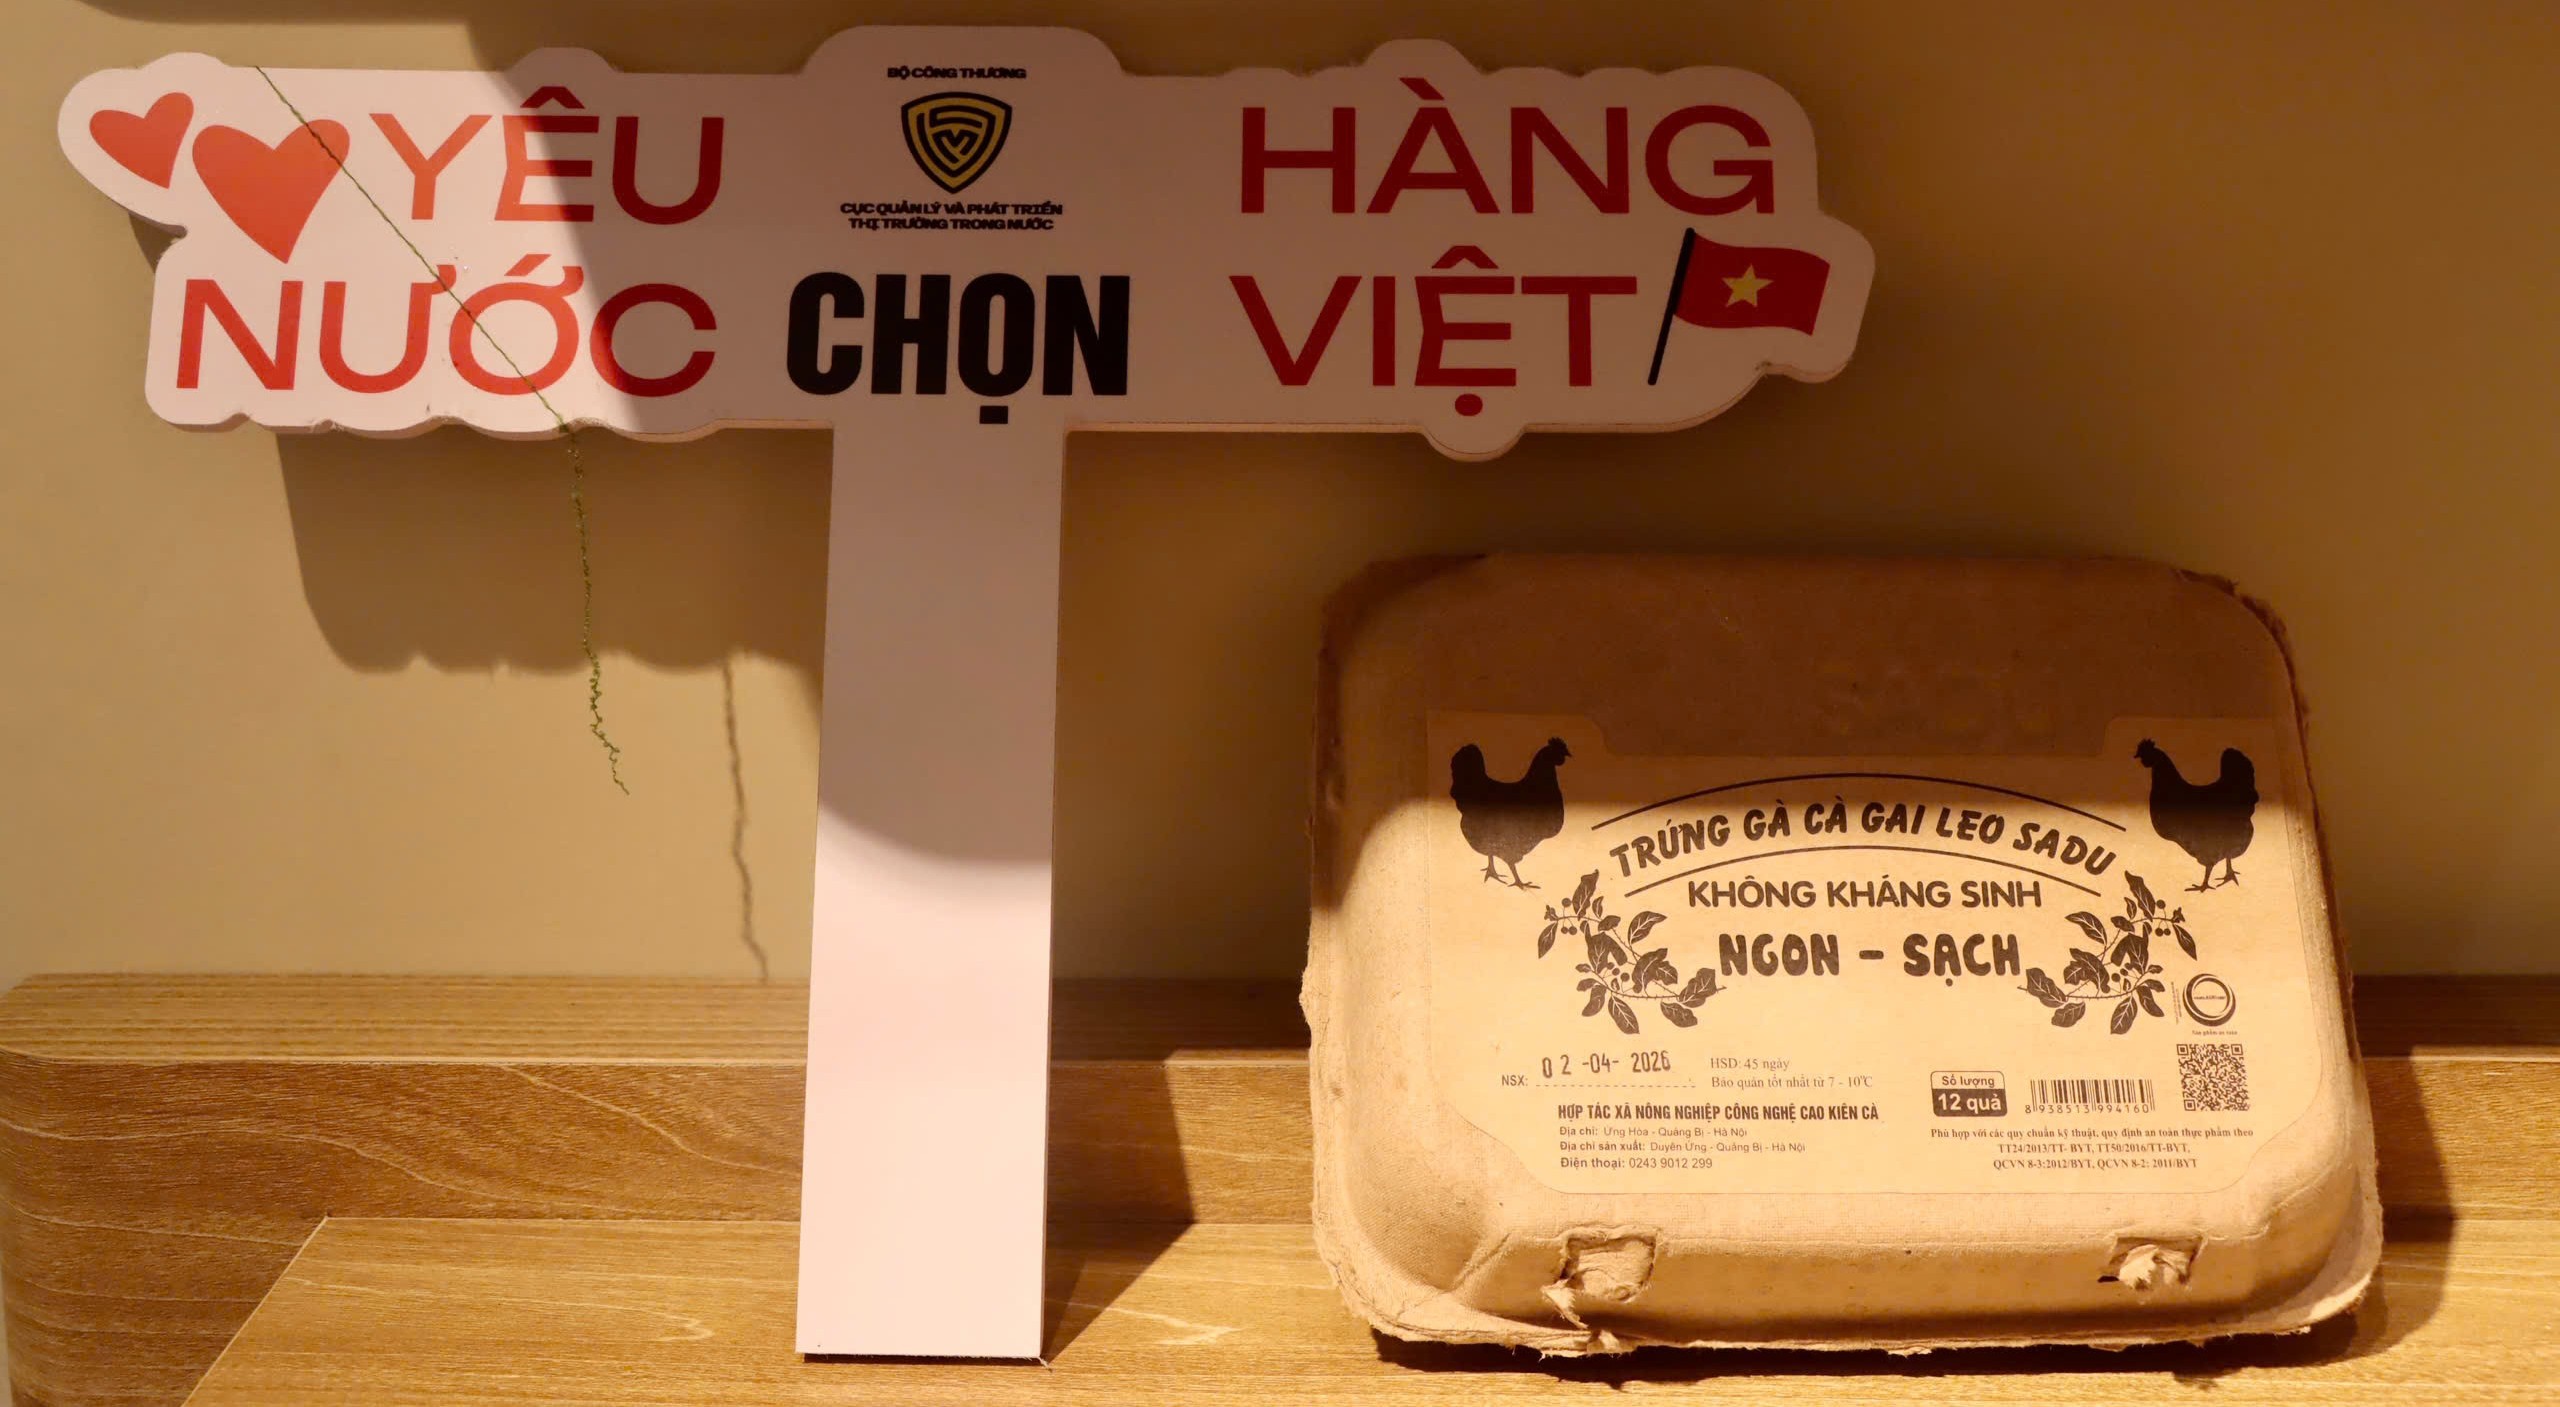 BỘ CÔNG THƯƠNG
CỤC QUẢN LÝ VÀ PHÁT TRIỂN
THỊ TRƯỜNG TRONG NƯỚC
YÊU
NƯỚC
CHỌN
HÀNG
VIỆT
TRỨNG GÀ CÀ GAI LEO SADU
KHÔNG KHÁNG SINH
NGON - SẠCH
NSX: 02-04-2026
HSD: 45 ngày
Bảo quản tốt nhất từ 7 - 10°C
HỢP TÁC XÃ NÔNG NGHIỆP CÔNG NGHỆ CAO KIÊN CÀ
Địa chỉ: Ứng Hòa - Quảng Bị - Hà Nội
Địa chỉ sản xuất: Duyên Ứng - Quảng Bị - Hà Nội
Điện thoại: 0243 9012 299
Số lượng
12 quả
8 938513 994160
Phù hợp với các quy chuẩn kỹ thuật, quy định an toàn thực phẩm theo
TT24/2013/TT- BYT, TT50/2016/TT-BYT,
QCVN 8-3:2012/BYT, QCVN 8-2: 2011/BYT